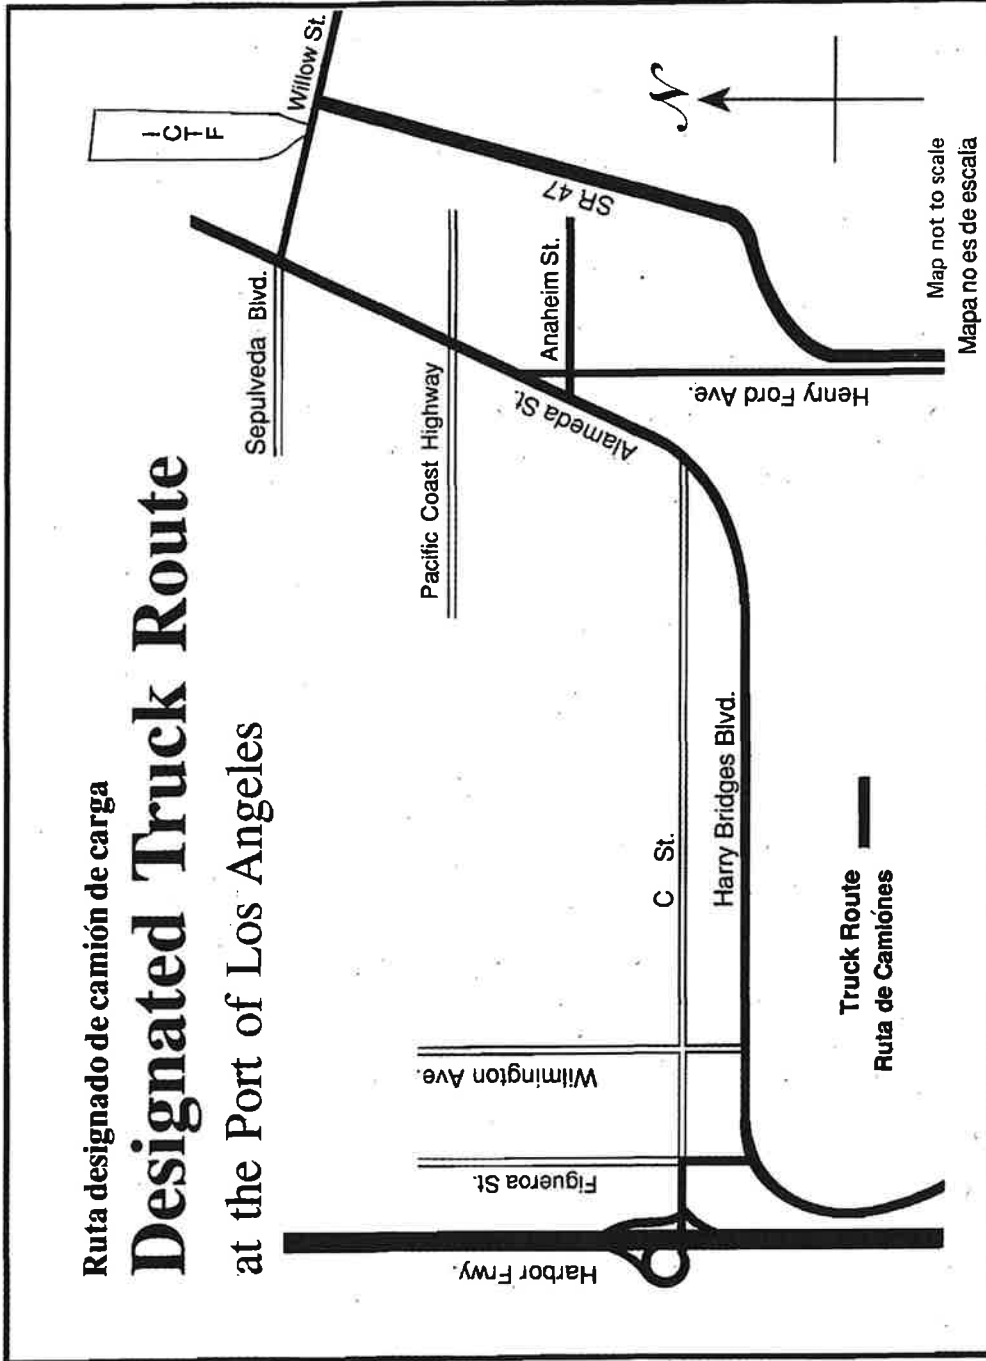 Ruta designado de camión de carga
Designated Truck Route
at the Port of Los Angeles
I
C
T
F
Willow St.
Sepulveda Blvd.
Pacific Coast Highway
SR 47
Anaheim St.
Alameda St.
Henry Ford Ave.
N
C St.
Harry Bridges Blvd.
Wilmington Ave.
Figueroa St.
Harbor Frwy.
Truck Route
Ruta de Camiónes
Map not to scale
Mapa no es de escala